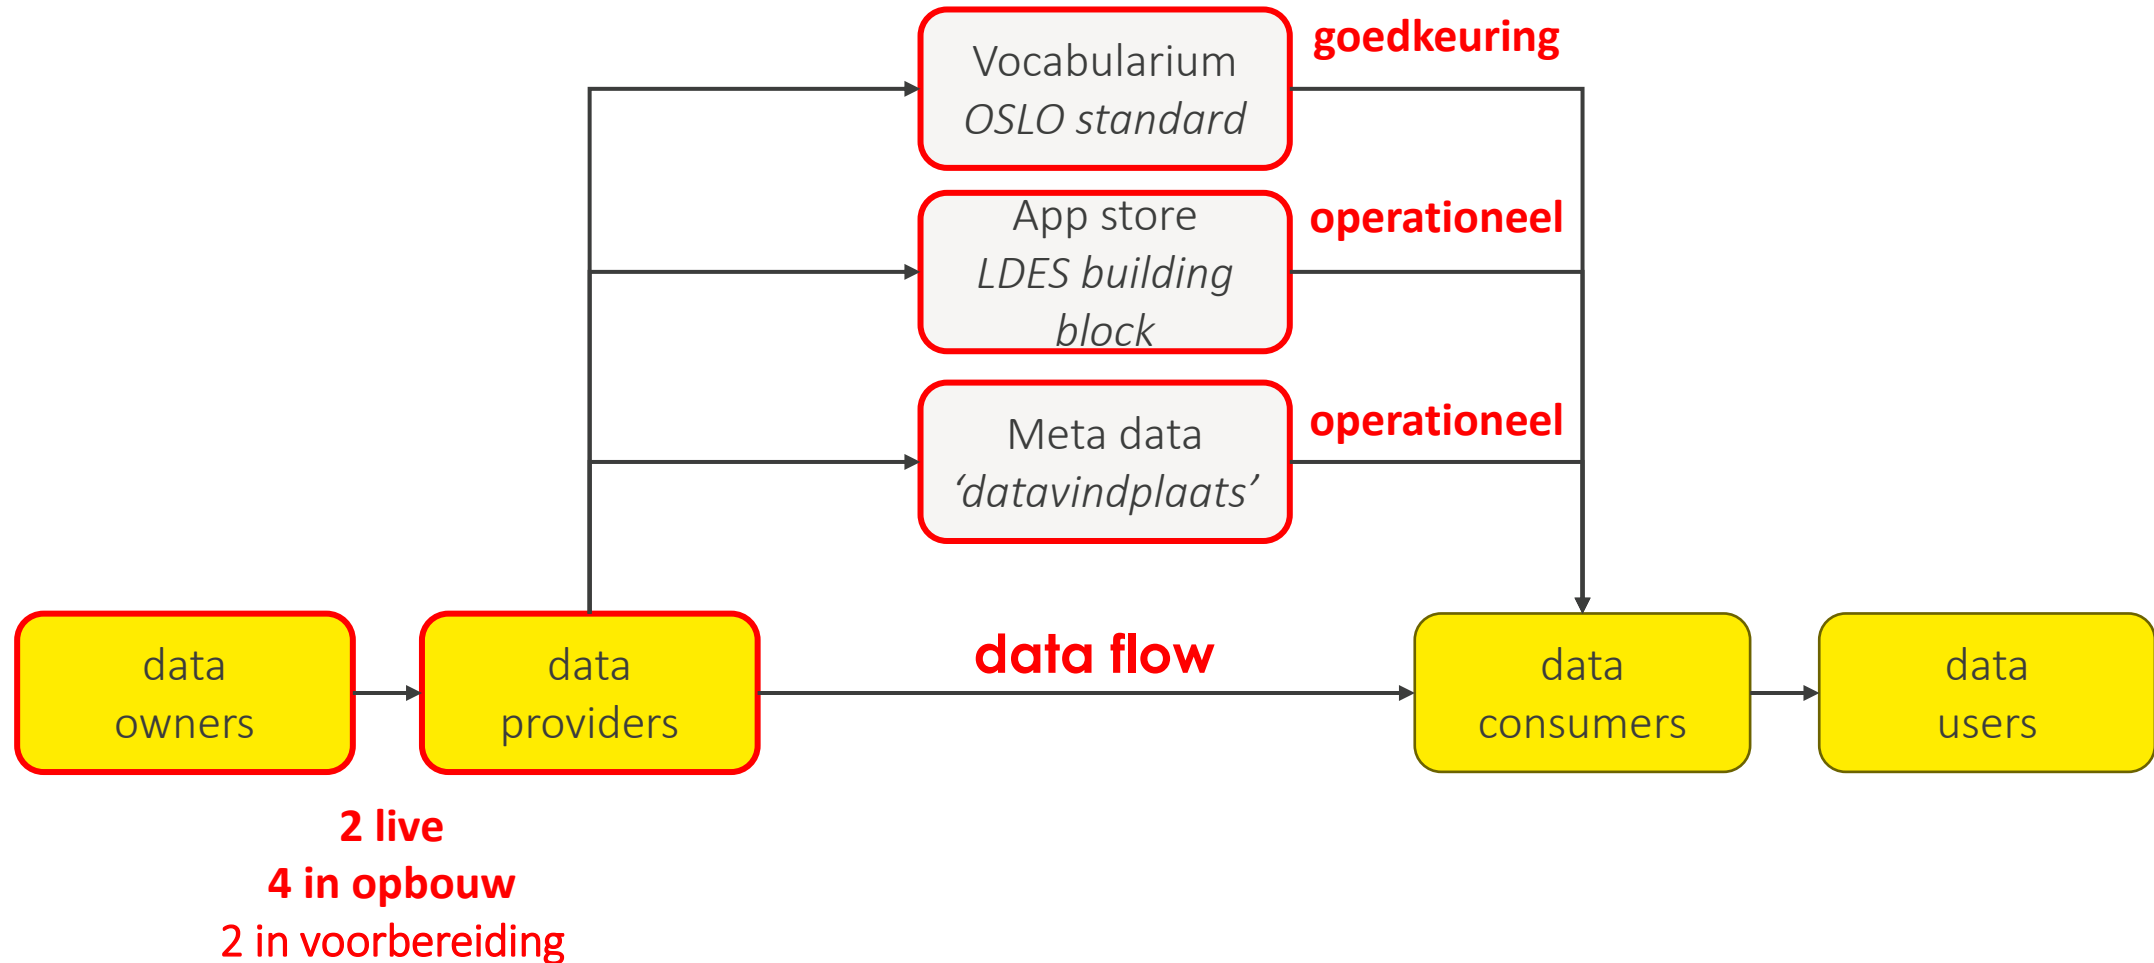 Vocabularium
OSLO standard
goedkeuring
App store
LDES building
block
operationeel
Meta data
‘datavindplaats’
operationeel
data
owners
data
providers
data flow
data
consumers
data
users
2 live
4 in opbouw
2 in voorbereiding